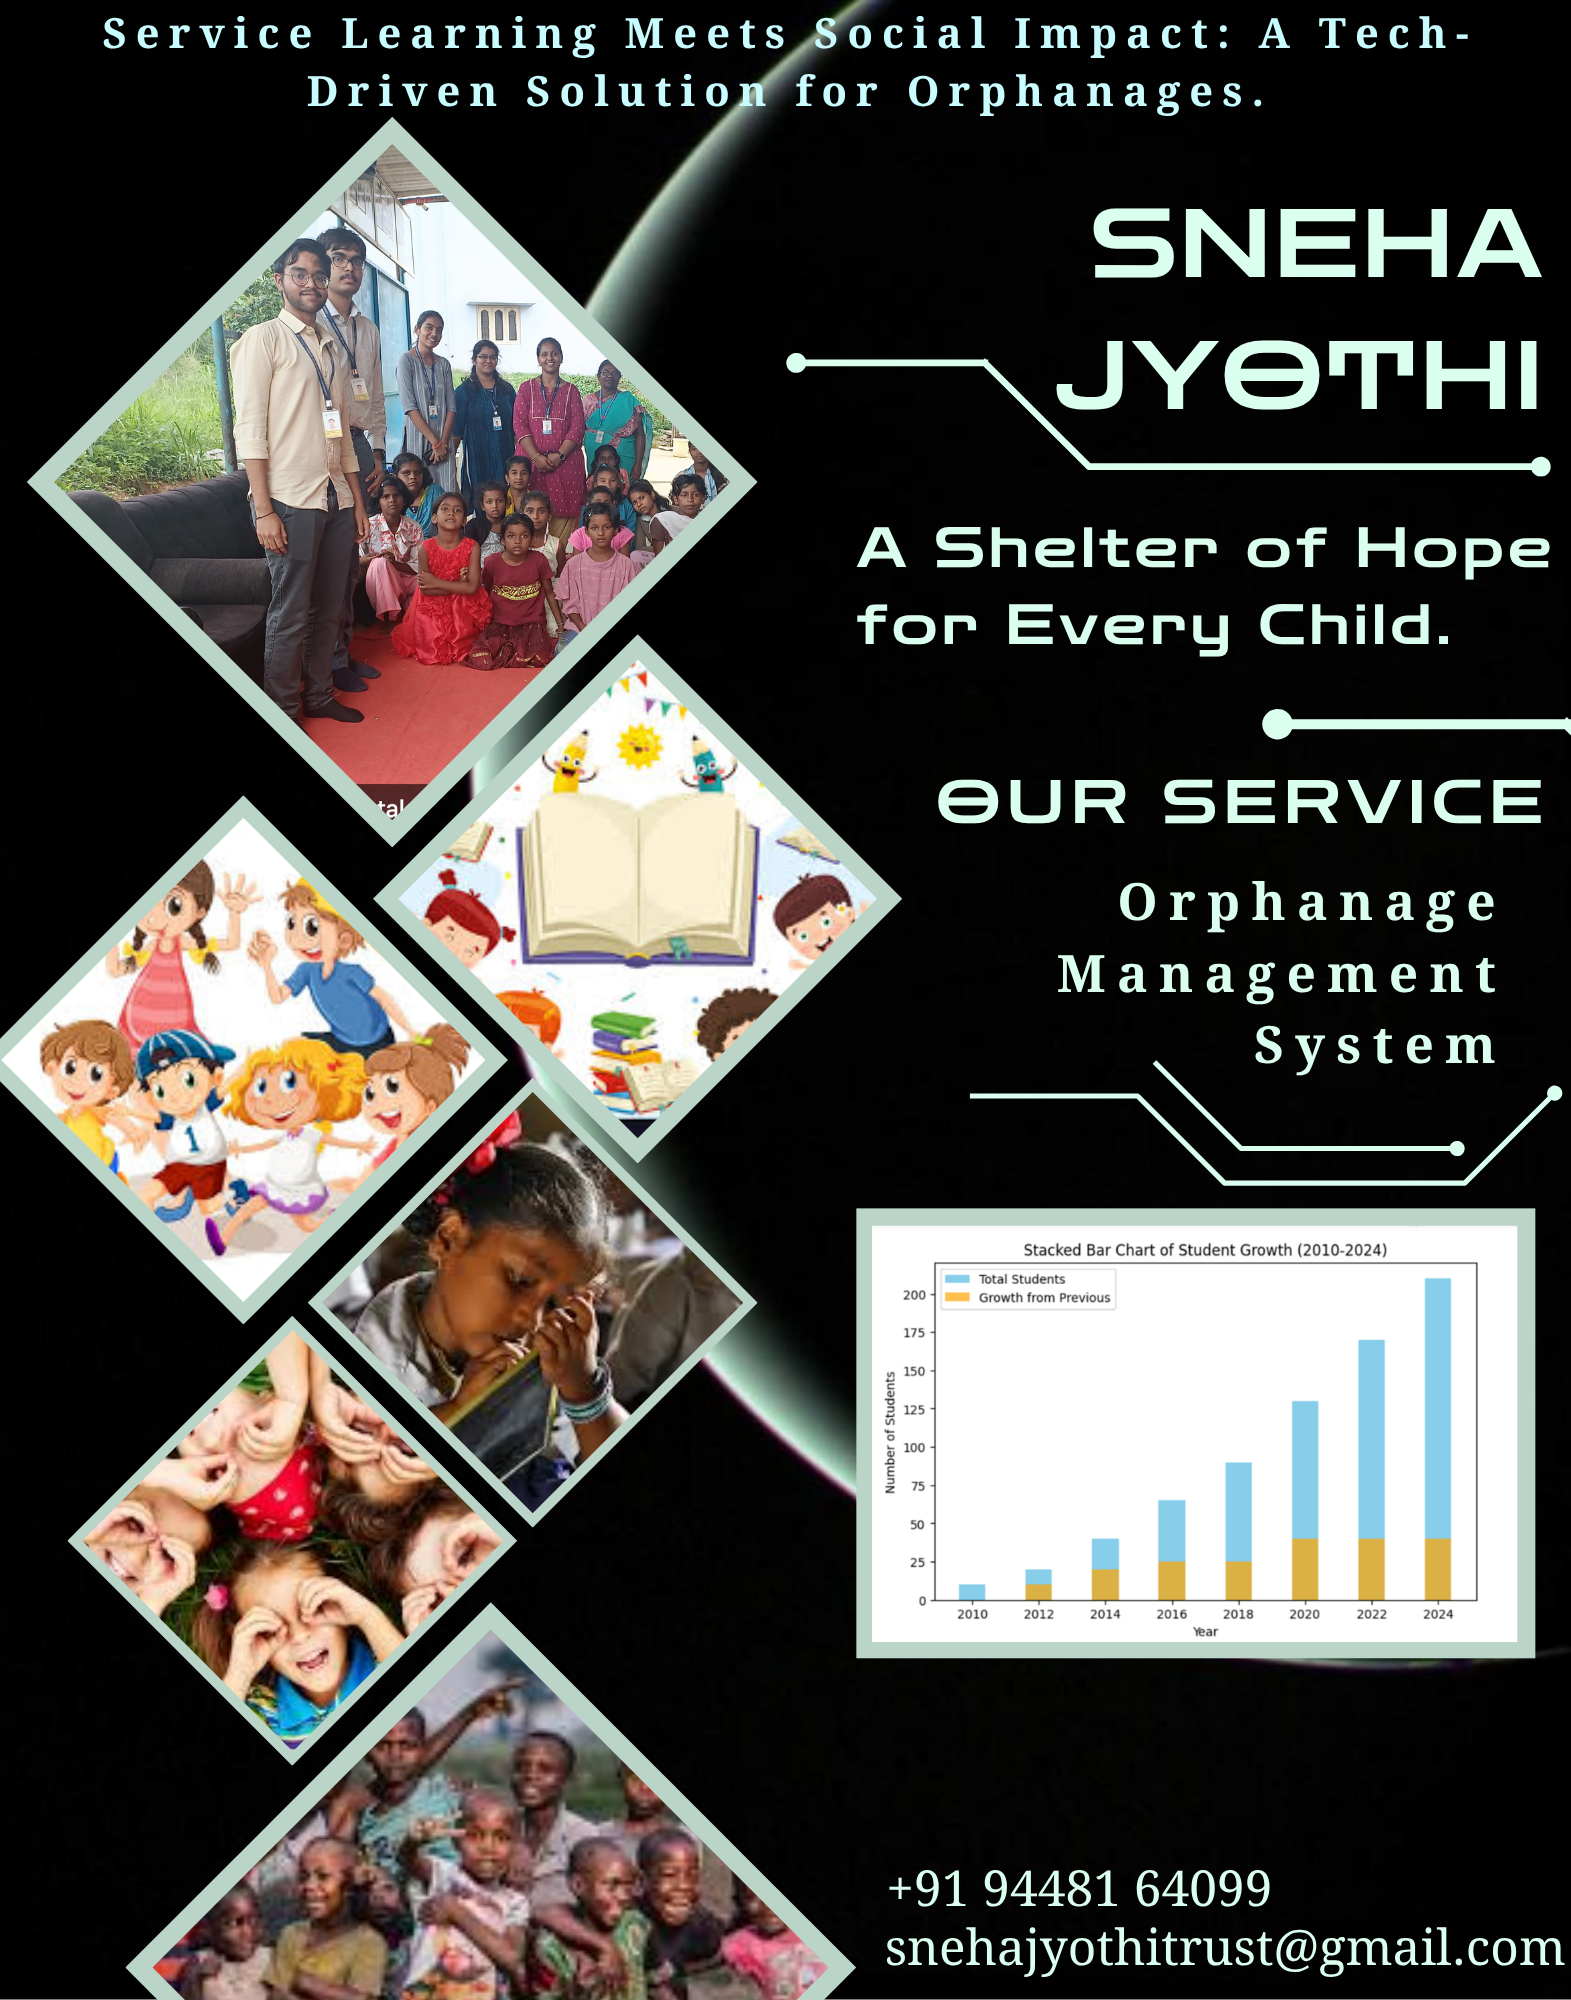 Service Learning Meets Social Impact: A Tech-
Driven Solution for Orphanages.
SNEHA
JYOTHI
A Shelter of Hope
for Every Child.
OUR SERVICE
Orphanage
Management
System
tal
1
Stacked Bar Chart of Student Growth (2010-2024)
Total Students
Growth from Previous
Number of Students
200
175
150
125
100
75
50
25
0
2010 2012 2014 2016 2018 2020 2022 2024
Year
+91 94481 64099
snehajyothitrust@gmail.com